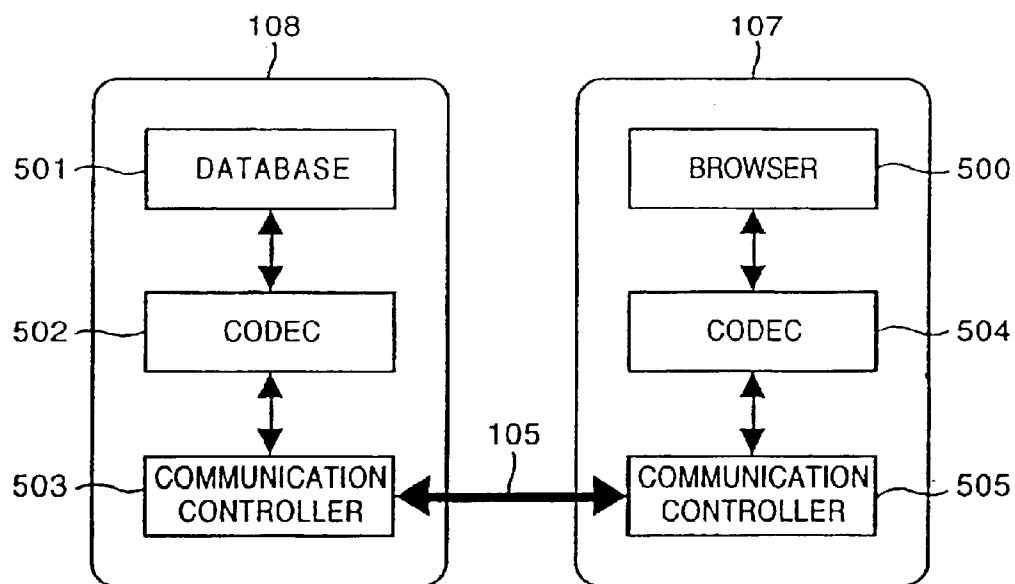 108
107
501
DATABASE
BROWSER
500
502
CODEC
CODEC
504
105
503
COMMUNICATION
CONTROLLER
COMMUNICATION
CONTROLLER
505